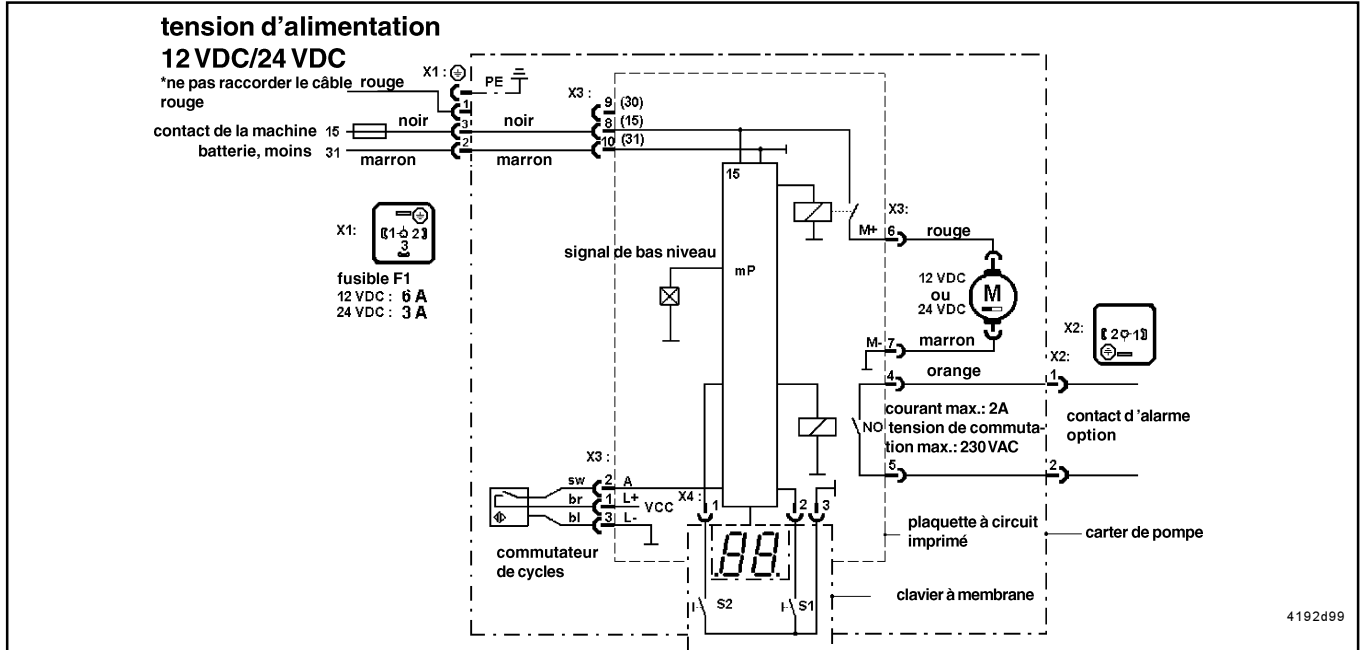 tension d’alimentation
12 VDC/24 VDC
*ne pas raccorder le câble rouge
rouge
X1 :
PE
1
X3 :
9 (30)
contact de la machine 15
noir
3
noir
8 (15)
batterie, moins 31
marron
2
marron
10 (31)
15
X1:
1 2
3
fusible F1
12 VDC : 6 A
24 VDC : 3 A
signal de bas niveau
mP
X3:
M+ 6
rouge
12 VDC
ou
24 VDC
M
M- 7
marron
X2:
2 1
X2:
4
orange
1
NO
courant max.: 2A
tension de commuta-
tion max.: 230 VAC
contact d ’alarme
option
5
2
X3 :
sw 2 A
br 1 L+
VCC
bl 3 L-
X4 :
1
2
3
commutateur
de cycles
88
S2
S1
plaquette à circuit
imprimé
carter de pompe
clavier à membrane
4192d99